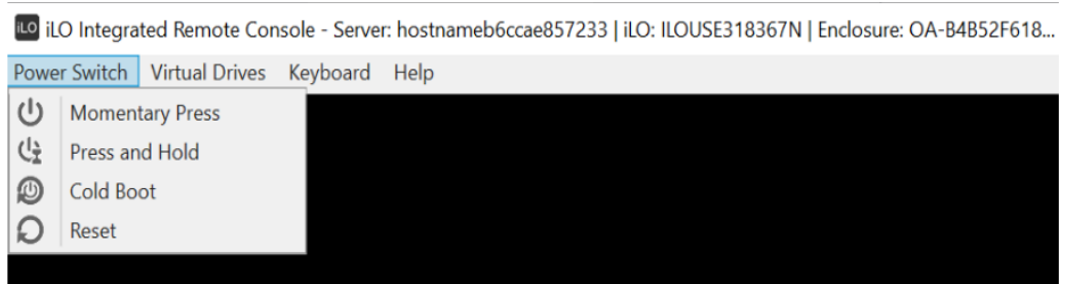 iLO iLO Integrated Remote Console - Server: hostnameb6ccae857233 | iLO: ILOUSE318367N | Enclosure: OA-B4B52F618...
Power Switch Virtual Drives Keyboard Help
Momentary Press
Press and Hold
Cold Boot
Reset